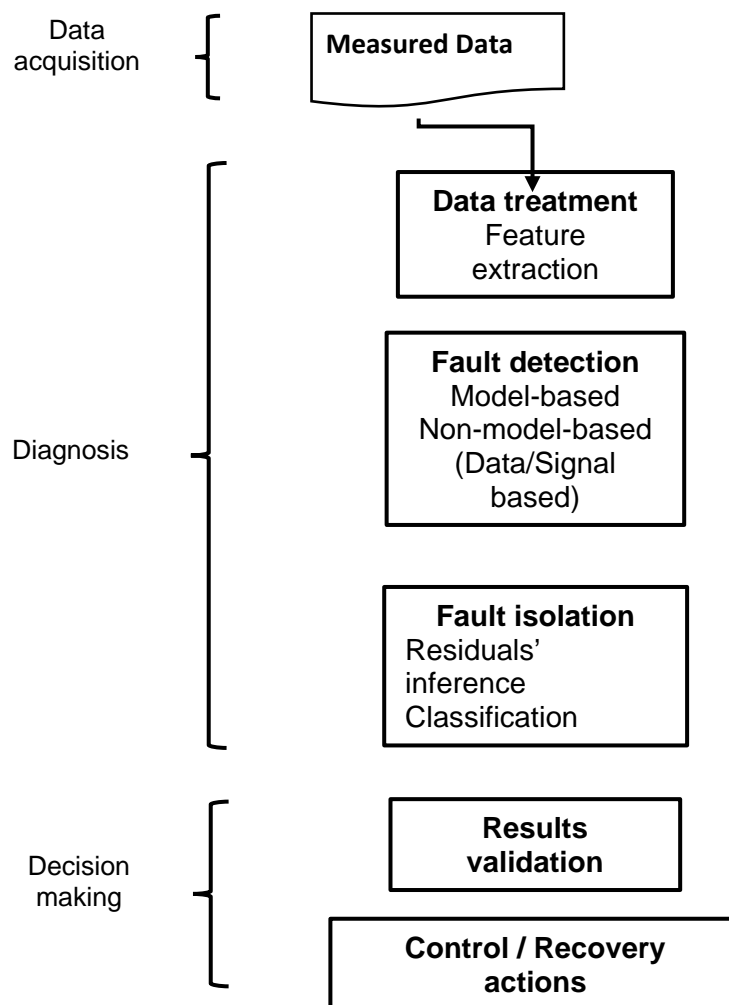 Data
acquisition
Measured Data
Data treatment
Feature
extraction
Diagnosis
Fault detection
Model-based
Non-model-based
(Data/Signal
based)
Fault isolation
Residuals’
inference
Classification
Decision
making
Results
validation
Control / Recovery
actions